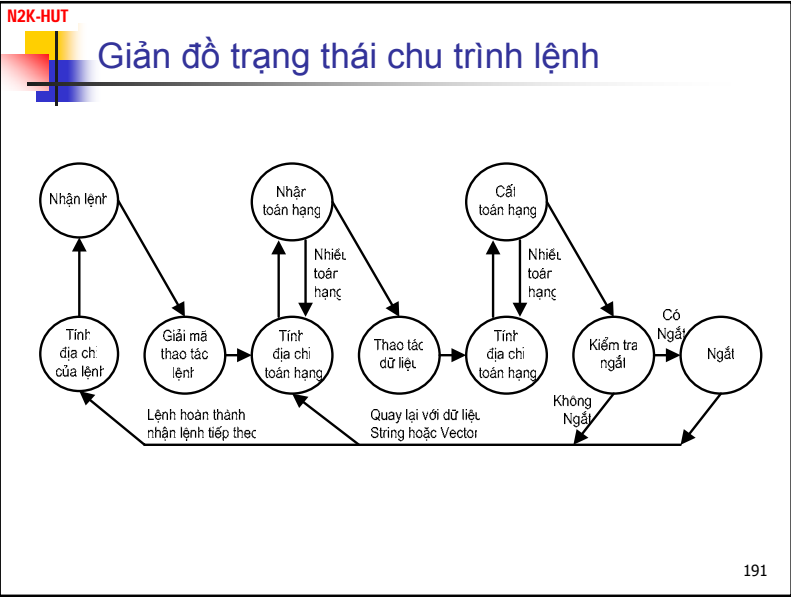 N2K-HUT
Giản đồ trạng thái chu trình lệnh
Nhận lệnh
Nhận
toán hạng
Cất
toán hạng
Nhiều
toán
hạng
Nhiều
toán
hạng
Tính
địa chỉ
của lệnh
Giải mã
thao tác
lệnh
Tính
địa chỉ
toán hạng
Thao tác
dữ liệu
Tính
địa chỉ
toán hạng
Kiểm tra
ngắt
Có
Ngắt
Ngắt
Không
Ngắt
Lệnh hoàn thành
nhận lệnh tiếp theo
Quay lại với dữ liệu
String hoặc Vector
191